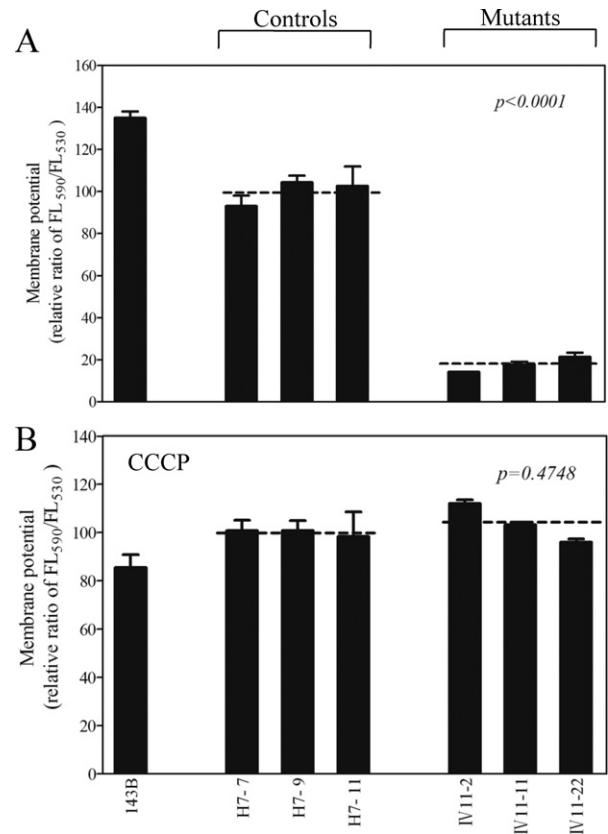 Controls
Mutants
A
p<0.0001
Membrane potential
(relative ratio of FL590/FL530 )
160
140
120
100
80
60
40
20
0
B
CCCP
p=0.4748
Membrane potential
(relative ratio of FL590/FL530)
140
120
100
80
60
40
20
0
143B
H7- 7
H7- 9
H7- 11
IV11-2
IV11-11
IV11-22